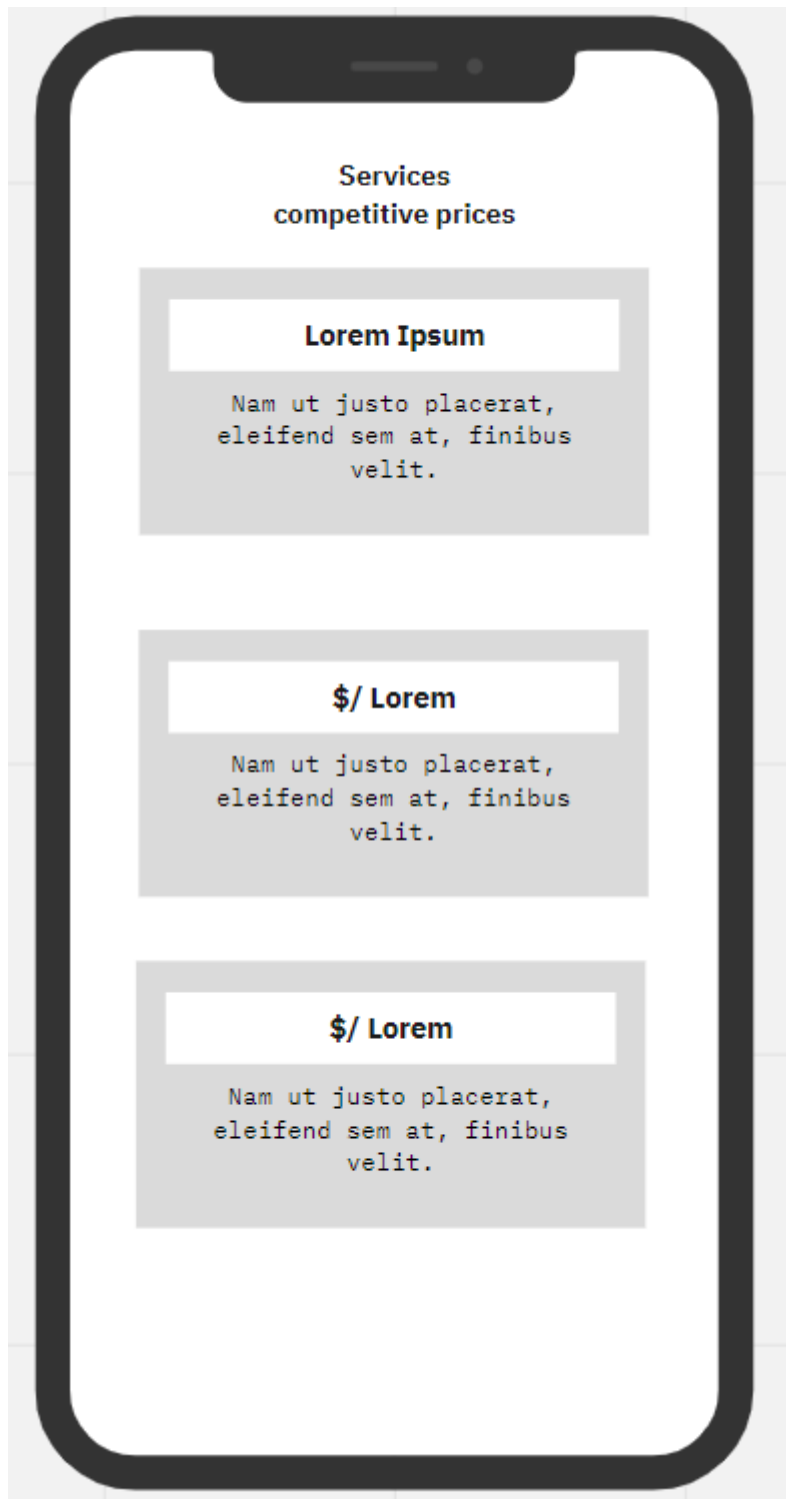 Services
competitive prices
Lorem Ipsum
Nam ut justo placerat,
eleifend sem at, finibus
velit.
$/ Lorem
Nam ut justo placerat,
eleifend sem at, finibus
velit.
$/ Lorem
Nam ut justo placerat,
eleifend sem at, finibus
velit.